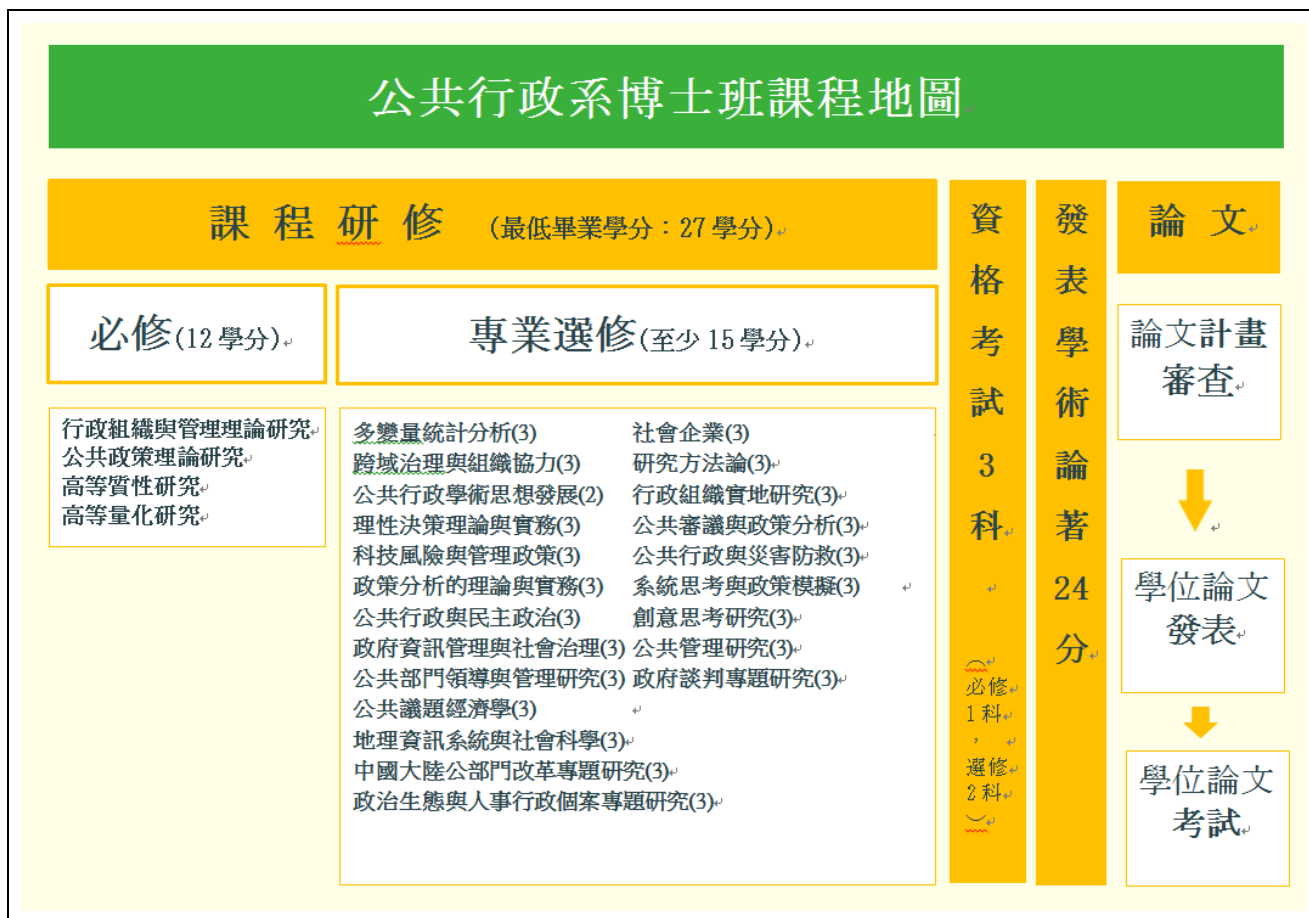 公共行政系博士班課程地圖
課 程 研 修 (最低畢業學分：27 學分)
必修(12 學分)
專業選修(至少 15 學分)
行政組織與管理理論研究
公共政策理論研究
高等質性研究
高等量化研究
多變量統計分析(3) 社會企業(3)
跨域治理與組織協力(3) 研究方法論(3)
公共行政學術思想發展(2) 行政組織實地研究(3)
理性決策理論與實務(3) 公共審議與政策分析(3)
科技風險與管理政策(3) 公共行政與災害防救(3)
政策分析的理論與實務(3) 系統思考與政策模擬(3)
公共行政與民主政治(3) 創意思考研究(3)
政府資訊管理與社會治理(3) 公共管理研究(3)
公共部門領導與管理研究(3) 政府談判專題研究(3)
公共議題經濟學(3)
地理資訊系統與社會科學(3)
中國大陸公部門改革專題研究(3)
政治生態與人事行政個案專題研究(3)
資格考試3科
（必修1科，選修2科）
發表學術論著24分
論 文
論文計畫
審查
學位論文
發表
學位論文
考試